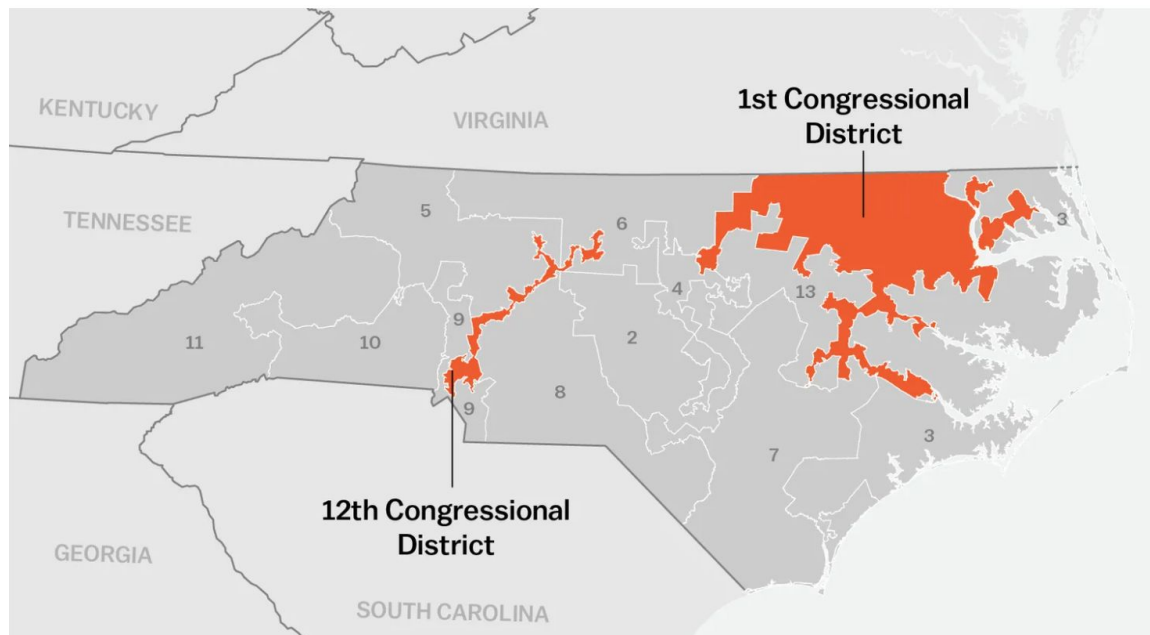 KENTUCKY
VIRGINIA
1st Congressional
District
TENNESSEE
5
6
3
4
13
9
11
10
2
8
9
7
3
12th Congressional
District
GEORGIA
SOUTH CAROLINA